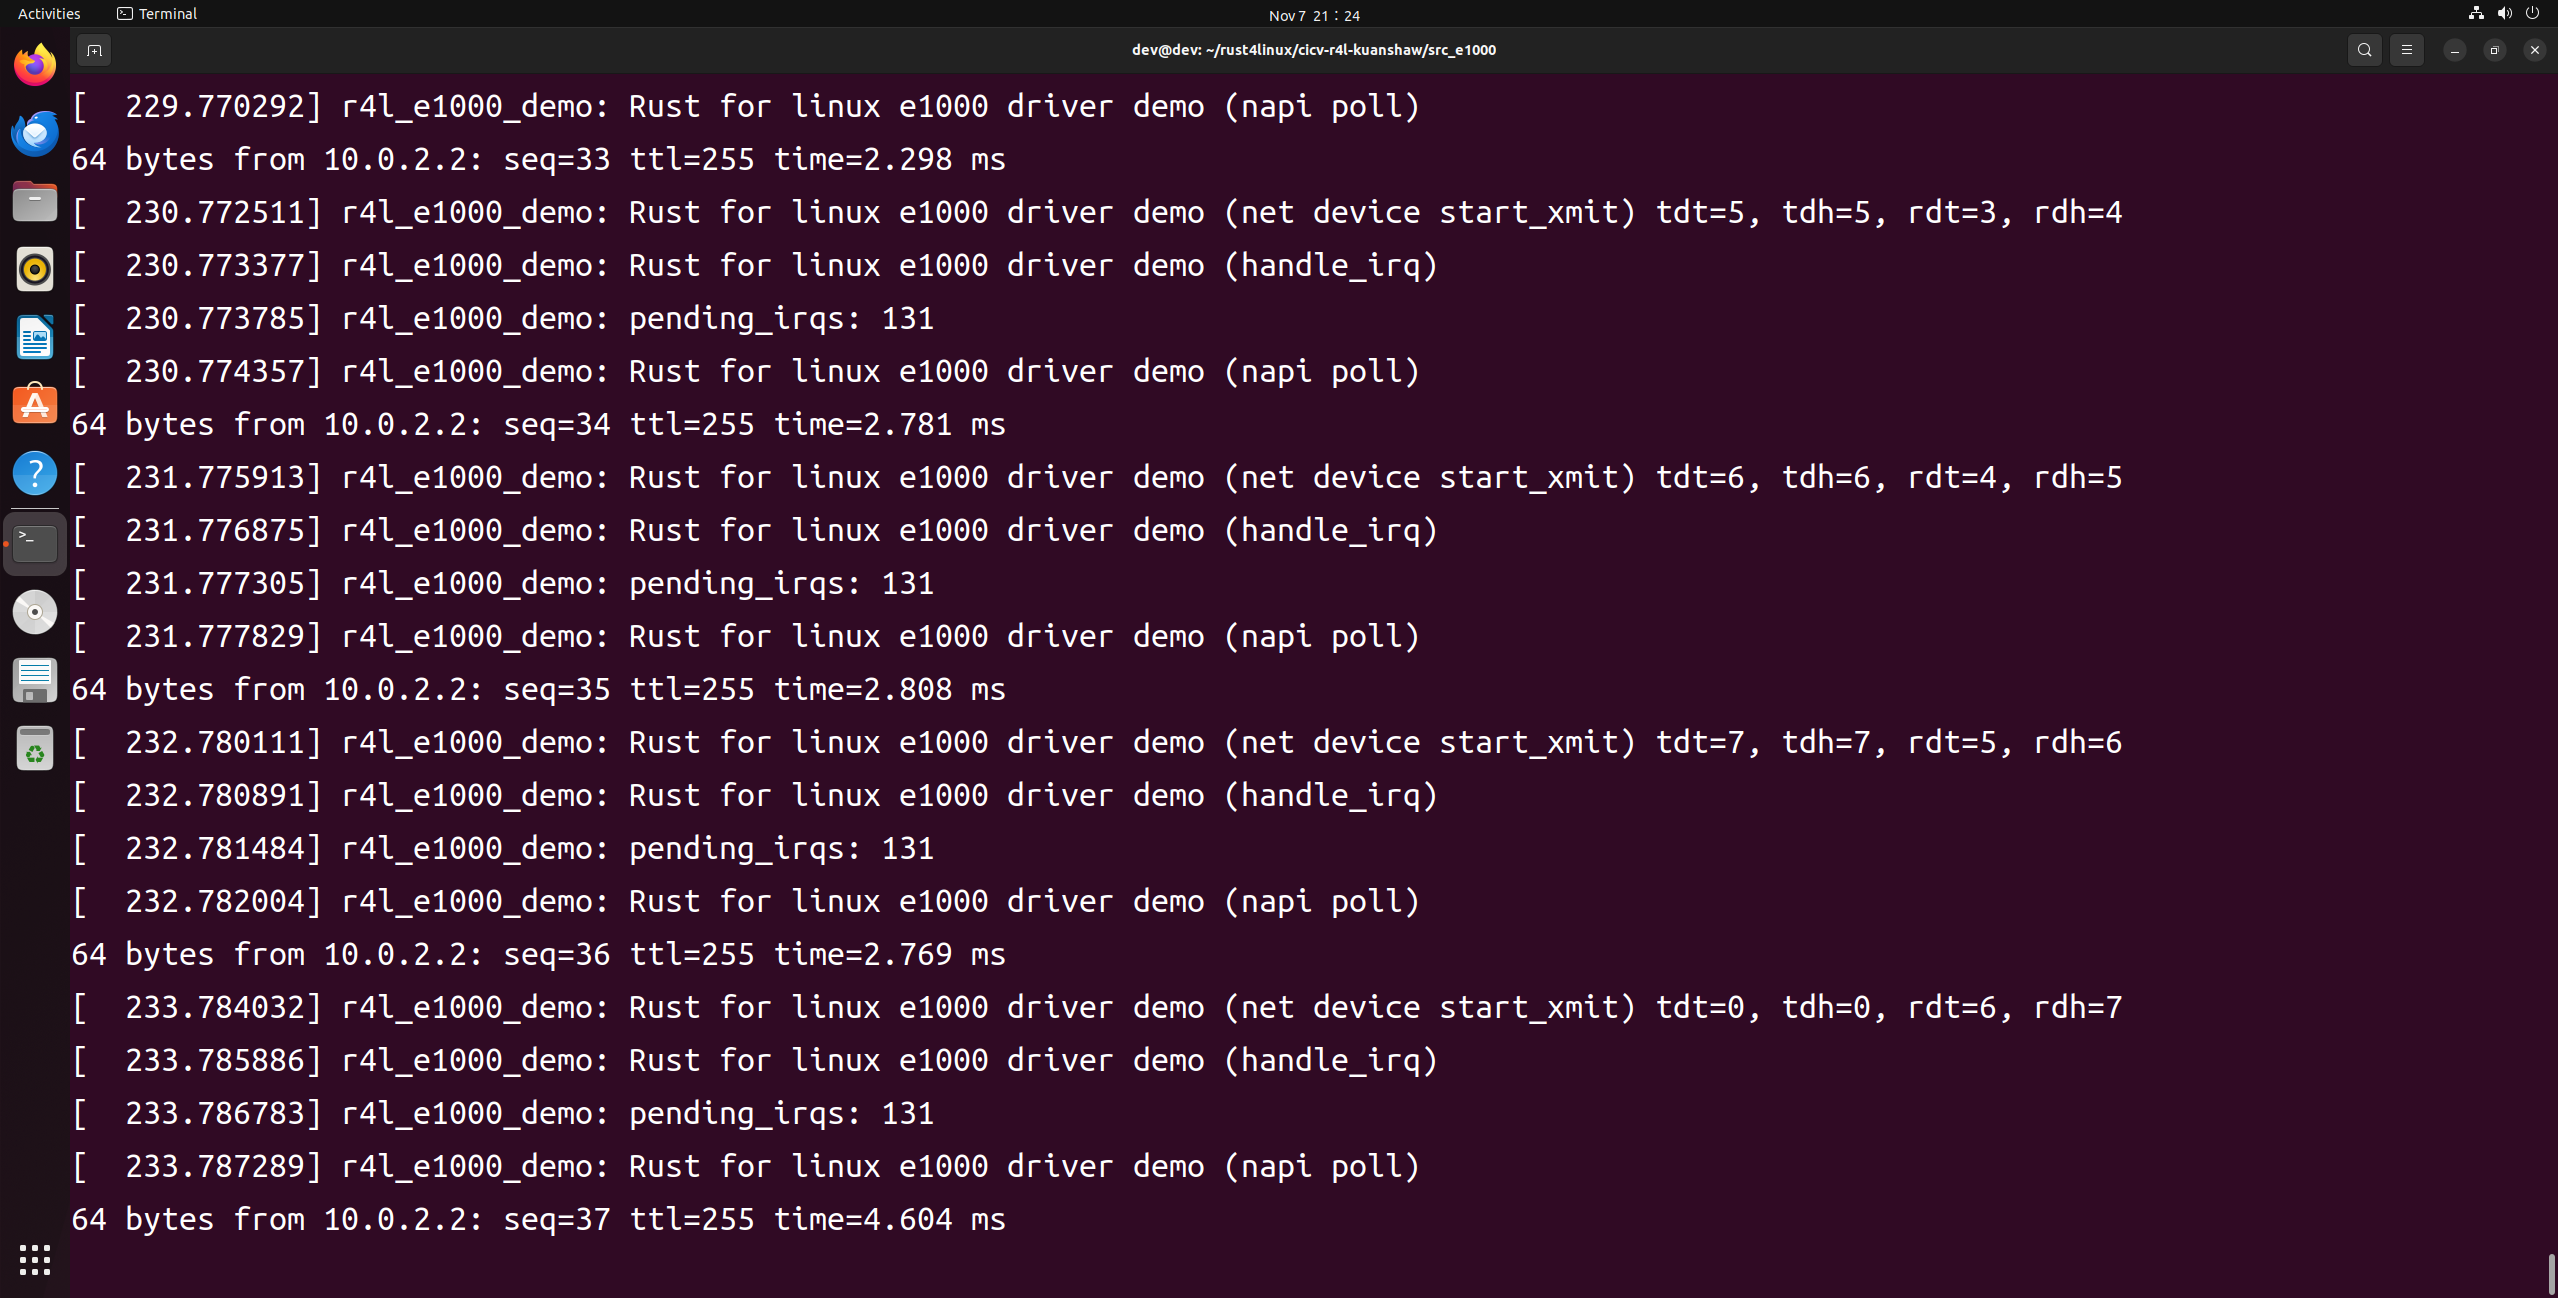 Activities
Terminal
Nov 7 21:24
dev@dev: ~/rust4linux/cicv-r4l-kuanshaw/src_e1000
[  229.770292] r4l_e1000_demo: Rust for linux e1000 driver demo (napi poll)
64 bytes from 10.0.2.2: seq=33 ttl=255 time=2.298 ms
[  230.772511] r4l_e1000_demo: Rust for linux e1000 driver demo (net device start_xmit) tdt=5, tdh=5, rdt=3, rdh=4
[  230.773377] r4l_e1000_demo: Rust for linux e1000 driver demo (handle_irq)
[  230.773785] r4l_e1000_demo: pending_irqs: 131
[  230.774357] r4l_e1000_demo: Rust for linux e1000 driver demo (napi poll)
64 bytes from 10.0.2.2: seq=34 ttl=255 time=2.781 ms
[  231.775913] r4l_e1000_demo: Rust for linux e1000 driver demo (net device start_xmit) tdt=6, tdh=6, rdt=4, rdh=5
[  231.776875] r4l_e1000_demo: Rust for linux e1000 driver demo (handle_irq)
[  231.777305] r4l_e1000_demo: pending_irqs: 131
[  231.777829] r4l_e1000_demo: Rust for linux e1000 driver demo (napi poll)
64 bytes from 10.0.2.2: seq=35 ttl=255 time=2.808 ms
[  232.780111] r4l_e1000_demo: Rust for linux e1000 driver demo (net device start_xmit) tdt=7, tdh=7, rdt=5, rdh=6
[  232.780891] r4l_e1000_demo: Rust for linux e1000 driver demo (handle_irq)
[  232.781484] r4l_e1000_demo: pending_irqs: 131
[  232.782004] r4l_e1000_demo: Rust for linux e1000 driver demo (napi poll)
64 bytes from 10.0.2.2: seq=36 ttl=255 time=2.769 ms
[  233.784032] r4l_e1000_demo: Rust for linux e1000 driver demo (net device start_xmit) tdt=0, tdh=0, rdt=6, rdh=7
[  233.785886] r4l_e1000_demo: Rust for linux e1000 driver demo (handle_irq)
[  233.786783] r4l_e1000_demo: pending_irqs: 131
[  233.787289] r4l_e1000_demo: Rust for linux e1000 driver demo (napi poll)
64 bytes from 10.0.2.2: seq=37 ttl=255 time=4.604 ms